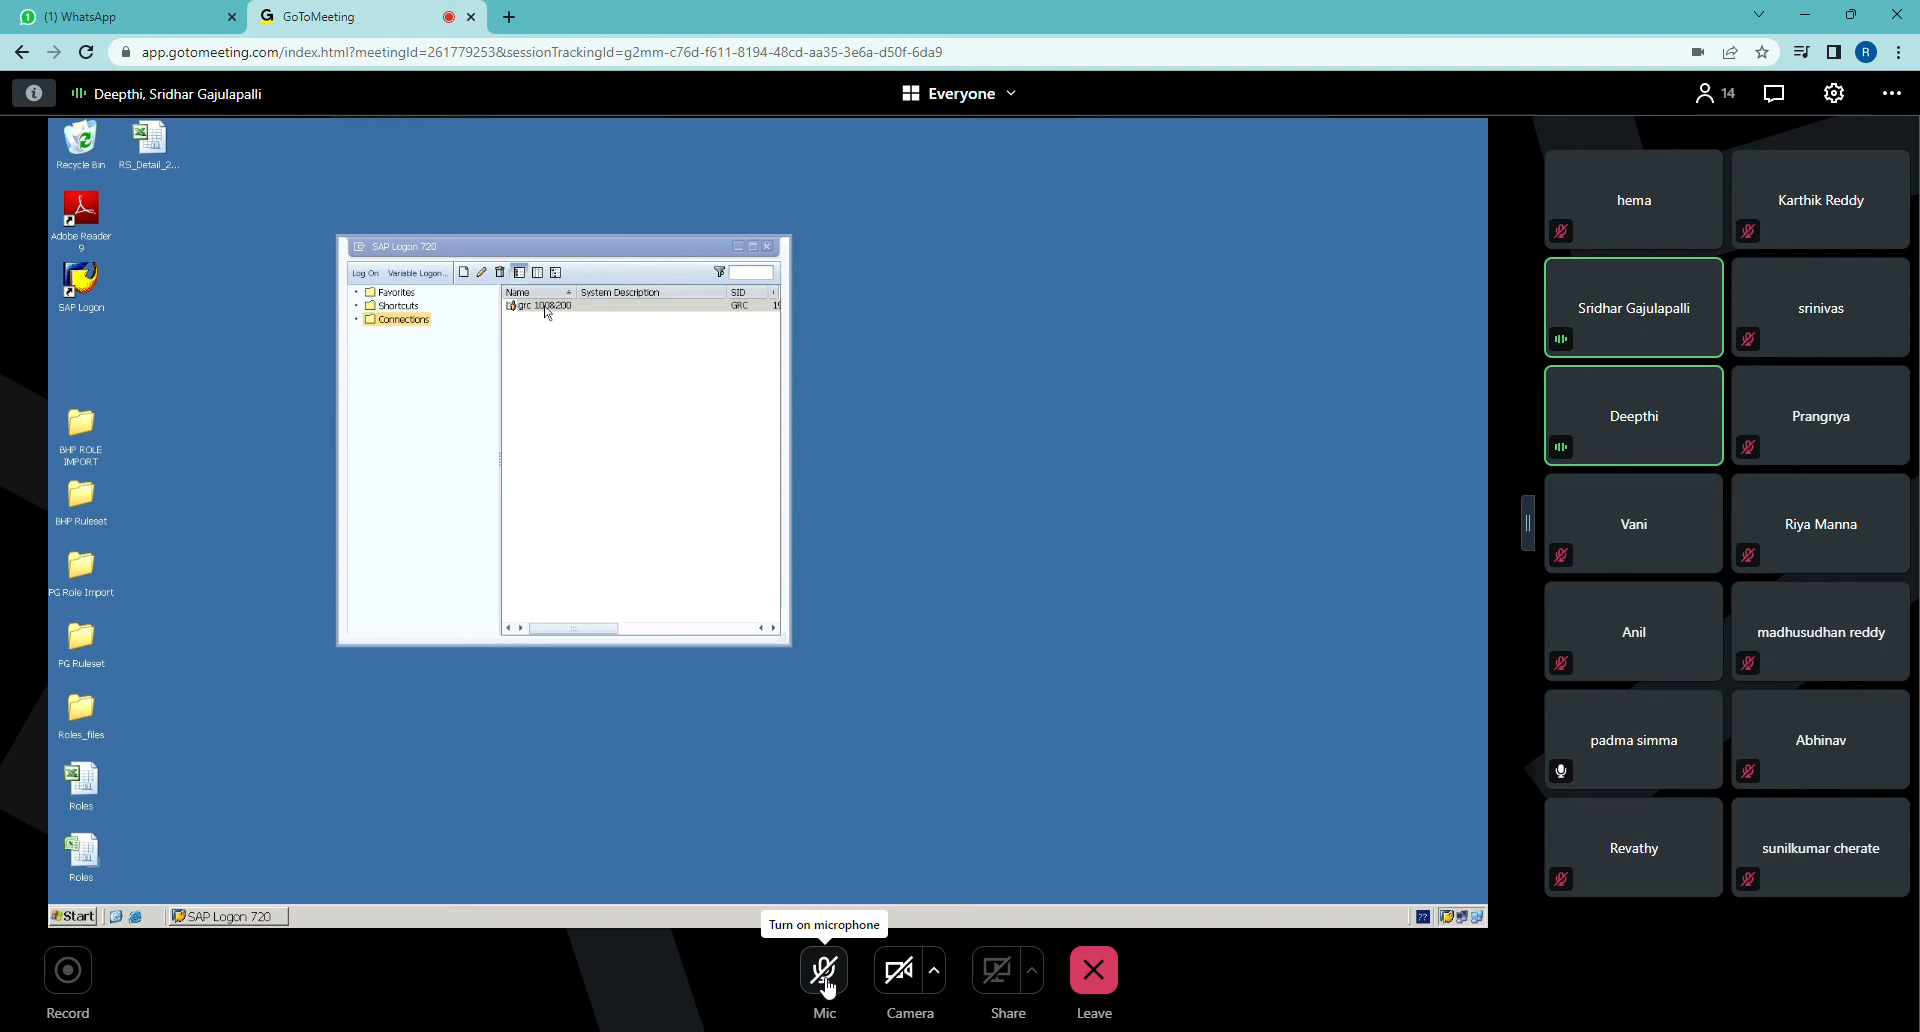 (1) WhatsApp
GoToMeeting
app.gotomeeting.com/index.html?meetingId=261779253&sessionTrackingId=g2mm-c76d-f611-8194-48cd-aa35-3e6a-d50f-6da9
R
Deepthi, Sridhar Gajulapalli
Everyone
14
Recycle Bin
RS_Detail_2...
Adobe Reader
9
SAP Logon
BHP ROLE
IMPORT
BHP Ruleset
PG Role Import
PG Ruleset
Roles_files
Roles
Roles
SAP Logon 720
Log On Variable Logon...
Favorites
Shortcuts
Connections
Name System Description SID
grc 100&200 GRC 19
Start
SAP Logon 720
??
hema
Karthik Reddy
Sridhar Gajulapalli
srinivas
Deepthi
Prangnya
Vani
Riya Manna
Anil
madhusudhan reddy
padma simma
Abhinav
Revathy
sunilkumar cherate
Turn on microphone
Record
Mic
Camera
Share
Leave